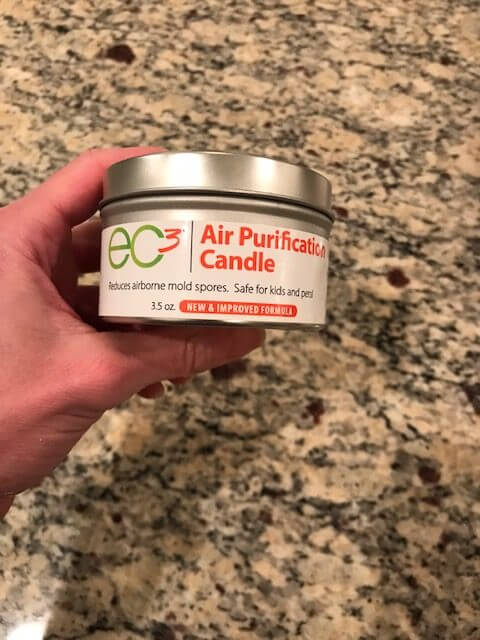 ec3
Air Purification
Candle
Reduces airborne mold spores. Safe for kids and pets!
3.5 oz. NEW & IMPROVED FORMULA